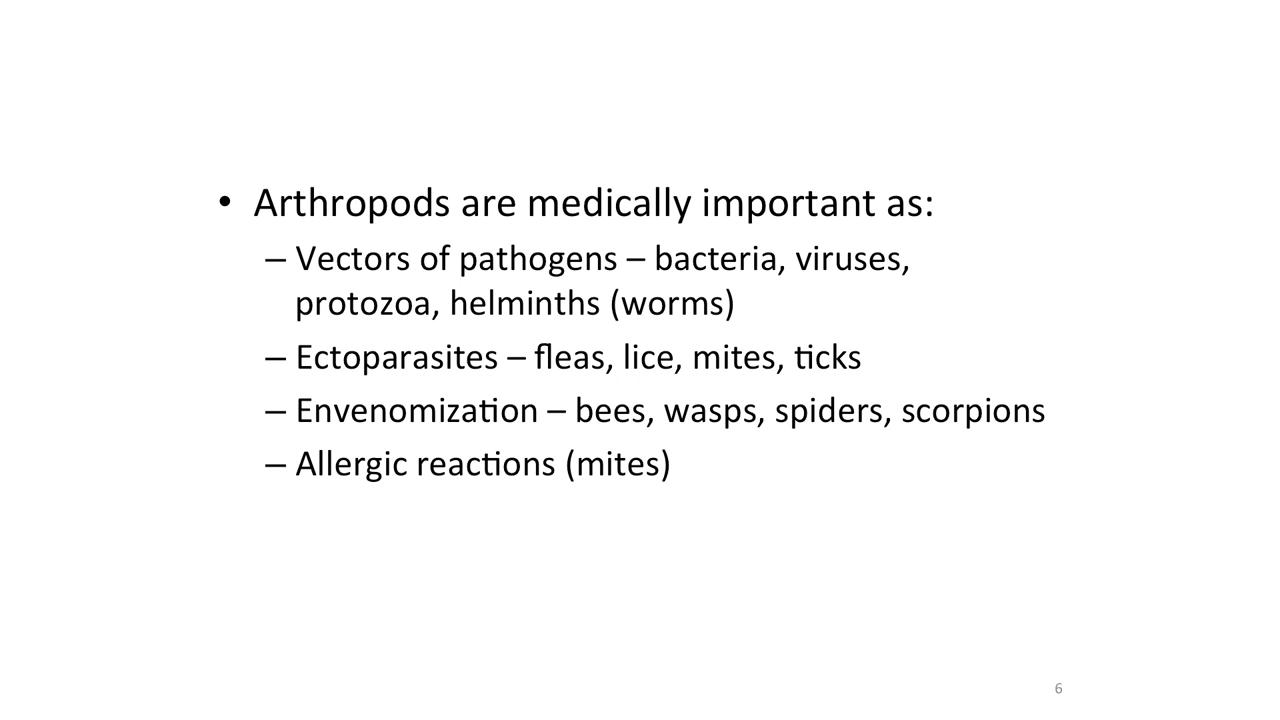 • Arthropods are medically important as:
– Vectors of pathogens – bacteria, viruses,
protozoa, helminths (worms)
– Ectoparasites – fleas, lice, mites, ticks
– Envenomization – bees, wasps, spiders, scorpions
– Allergic reactions (mites)
6